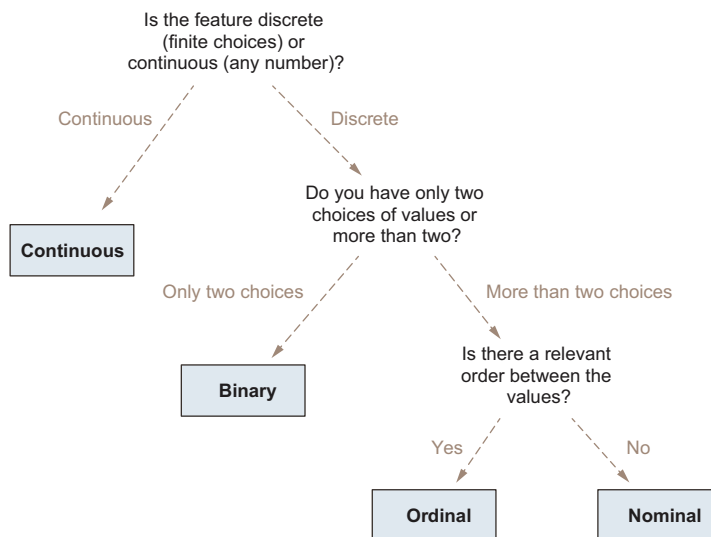 Is the feature discrete
(finite choices) or
continuous (any number)?
Continuous
Discrete
Do you have only two
choices of values or
more than two?
Continuous
Only two choices
More than two choices
Is there a relevant
order between the
values?
Binary
Yes
No
Ordinal
Nominal